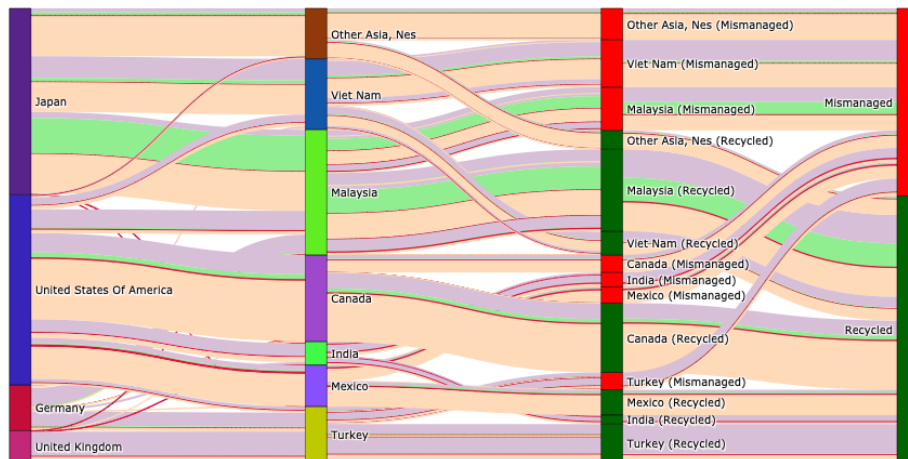 Japan
United States Of America
Germany
United Kingdom
Other Asia, Nes
Viet Nam
Malaysia
Canada
India
Mexico
Turkey
Other Asia, Nes (Mismanaged)
Viet Nam (Mismanaged)
Malaysia (Mismanaged)
Other Asia, Nes (Recycled)
Malaysia (Recycled)
Viet Nam (Recycled)
Canada (Mismanaged)
India (Mismanaged)
Mexico (Mismanaged)
Canada (Recycled)
Turkey (Mismanaged)
Mexico (Recycled)
India (Recycled)
Turkey (Recycled)
Mismanaged
Recycled